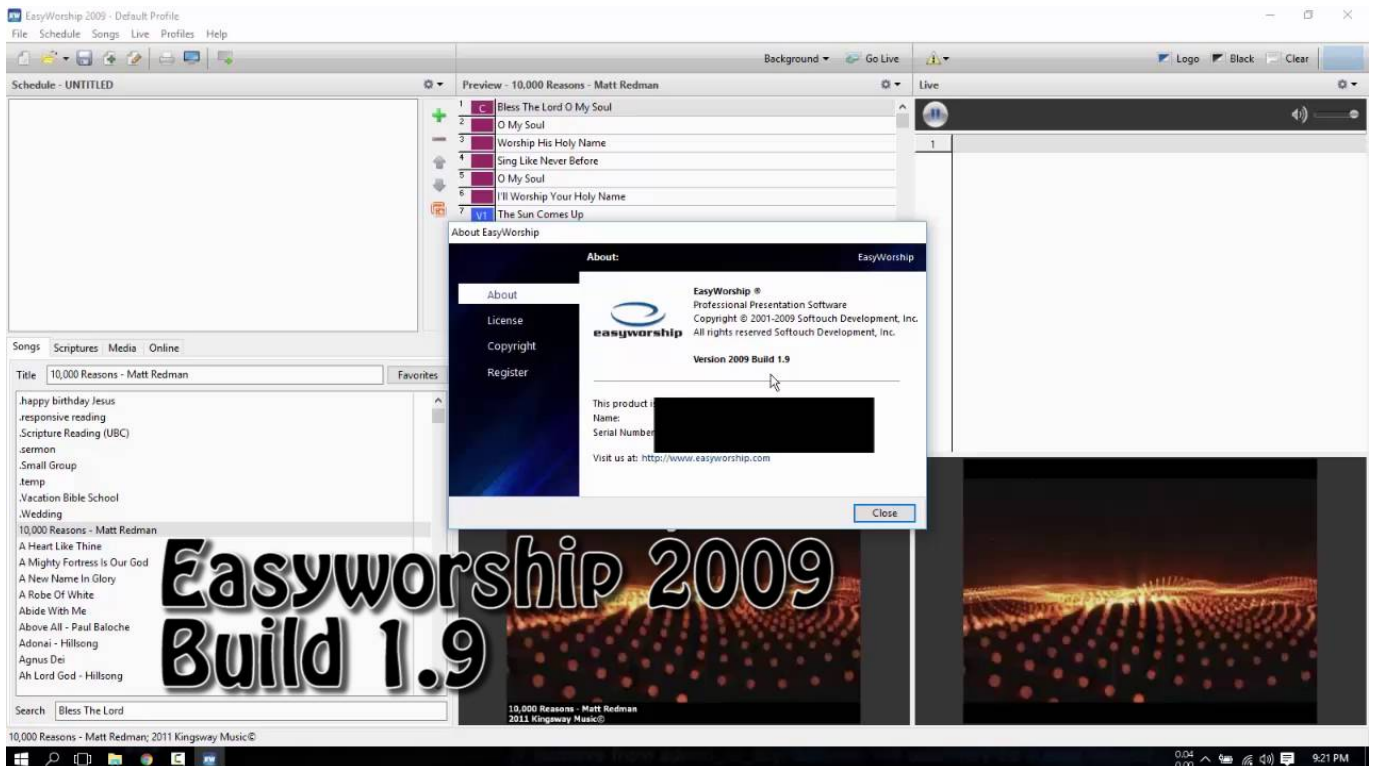 EasyWorship 2009 - Default Profile
File Schedule Songs Live Profiles Help
Background Go Live Logo Black Clear
Schedule - UNTITLED
Preview - 10,000 Reasons - Matt Redman
Live
1 C Bless The Lord O My Soul
2 O My Soul
3 Worship His Holy Name
4 Sing Like Never Before
5 O My Soul
6 I'll Worship Your Holy Name
7 V1 The Sun Comes Up
1
About EasyWorship
About: EasyWorship
About
License
Copyright
Register
easyworship
EasyWorship ®
Professional Presentation Software
Copyright © 2001-2009 Softouch Development, Inc.
All rights reserved Softouch Development, Inc.
Version 2009 Build 1.9
This product
Name:
Serial Number
Visit us at: http://www.easyworship.com
Close
Songs Scriptures Media Online
Title 10,000 Reasons - Matt Redman Favorites
.happy birthday Jesus
.responsive reading
.Scripture Reading (UBC)
.sermon
.Small Group
.temp
.Vacation Bible School
.Wedding
10,000 Reasons - Matt Redman
A Heart Like Thine
A Mighty Fortress Is Our God
A New Name In Glory
A Robe Of White
Abide With Me
Above All - Paul Baloche
Adonai - Hillsong
Agnus Dei
Ah Lord God - Hillsong
Easyworship 2009
Build 1.9
Search Bless The Lord
10,000 Reasons - Matt Redman
2011 Kingsway Music©
10,000 Reasons - Matt Redman; 2011 Kingsway Music©
0.04
0.00
9:21 PM